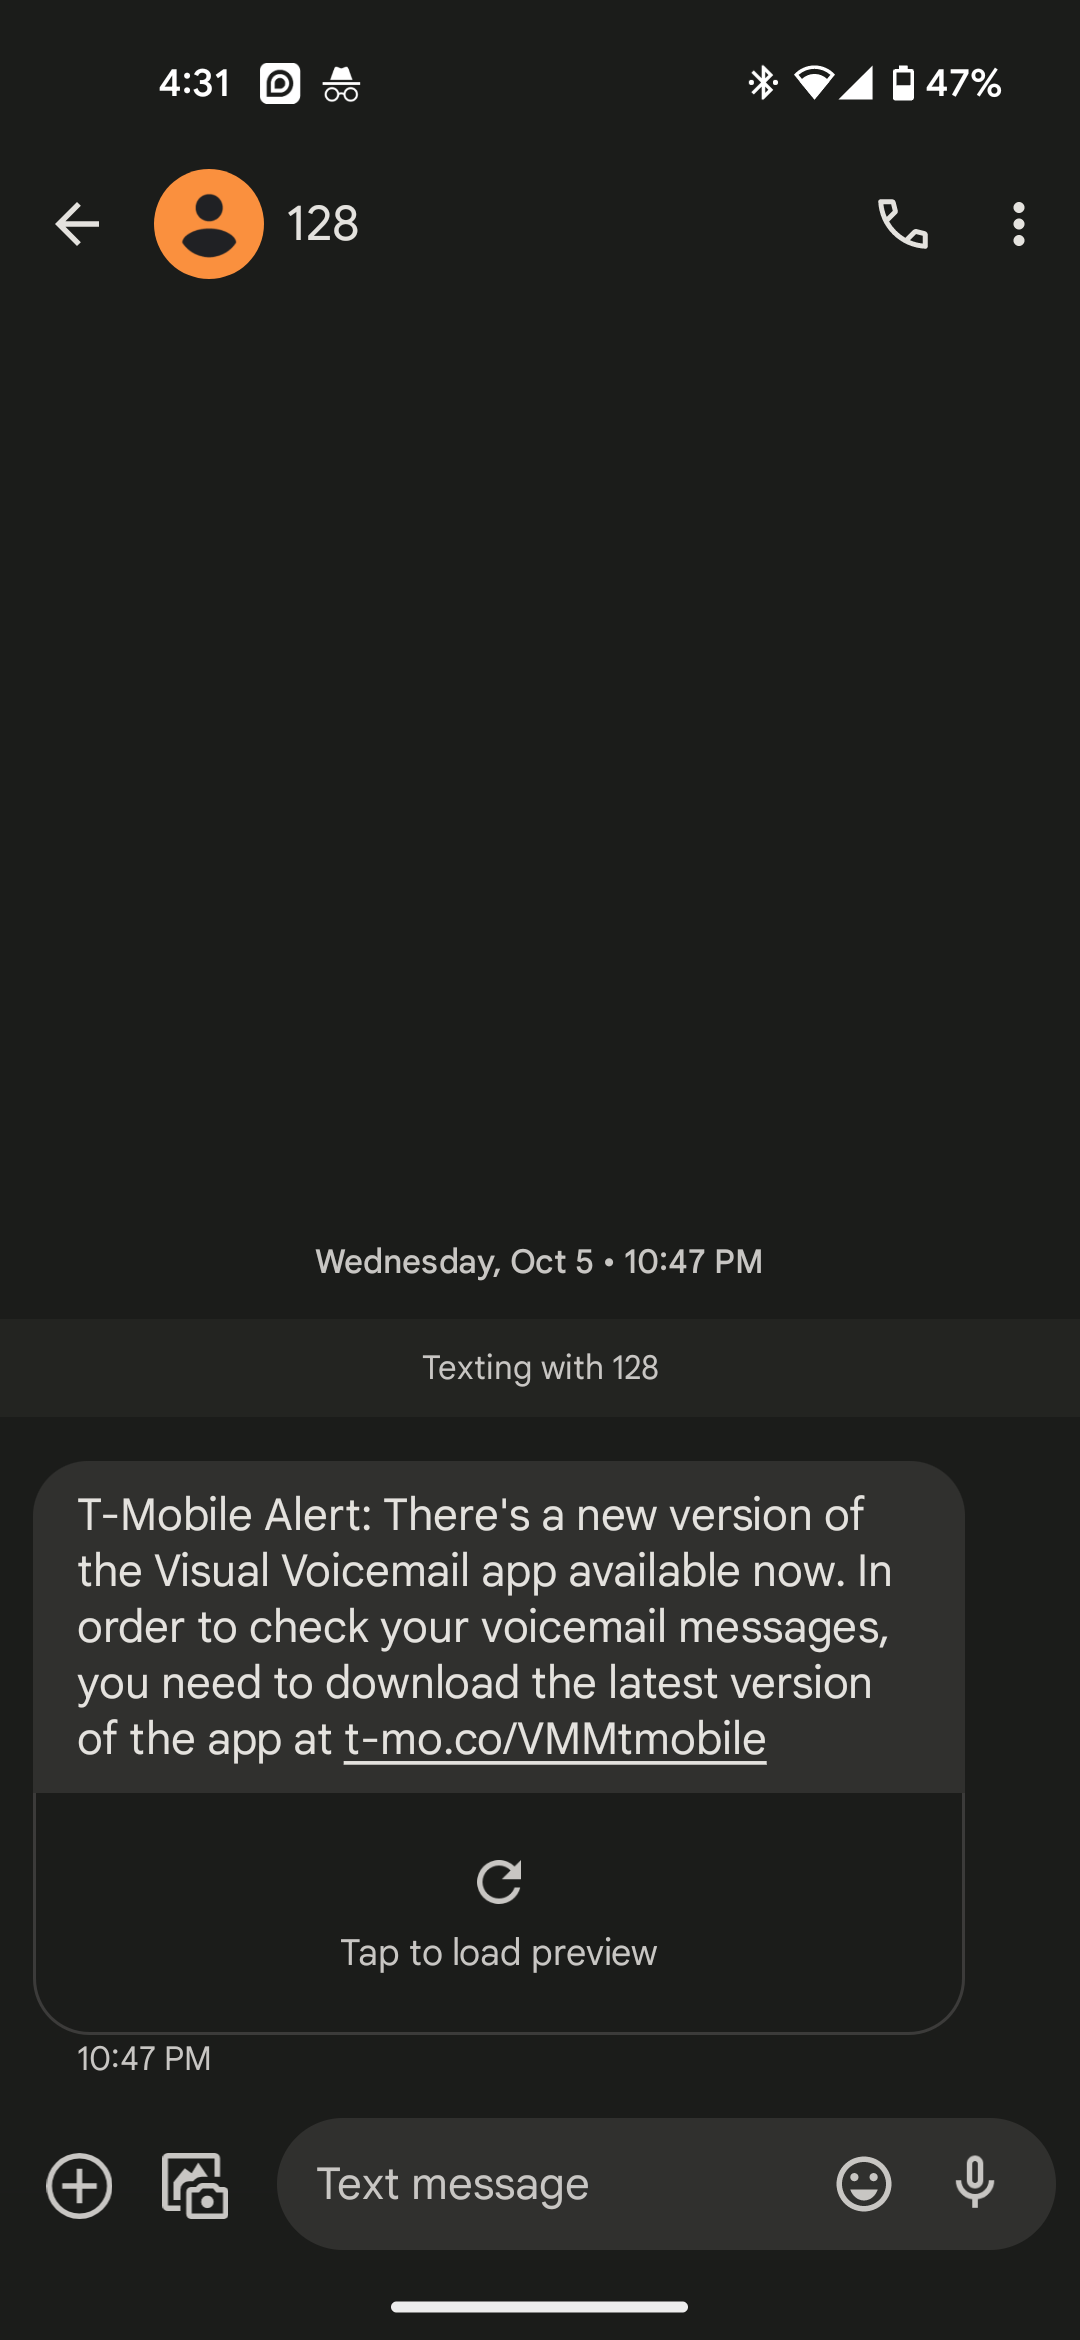 4:31
47%
128
Wednesday, Oct 5 • 10:47 PM
Texting with 128
T-Mobile Alert: There's a new version of
the Visual Voicemail app available now. In
order to check your voicemail messages,
you need to download the latest version
of the app at t-mo.co/VMMtmobile
Tap to load preview
10:47 PM
Text message